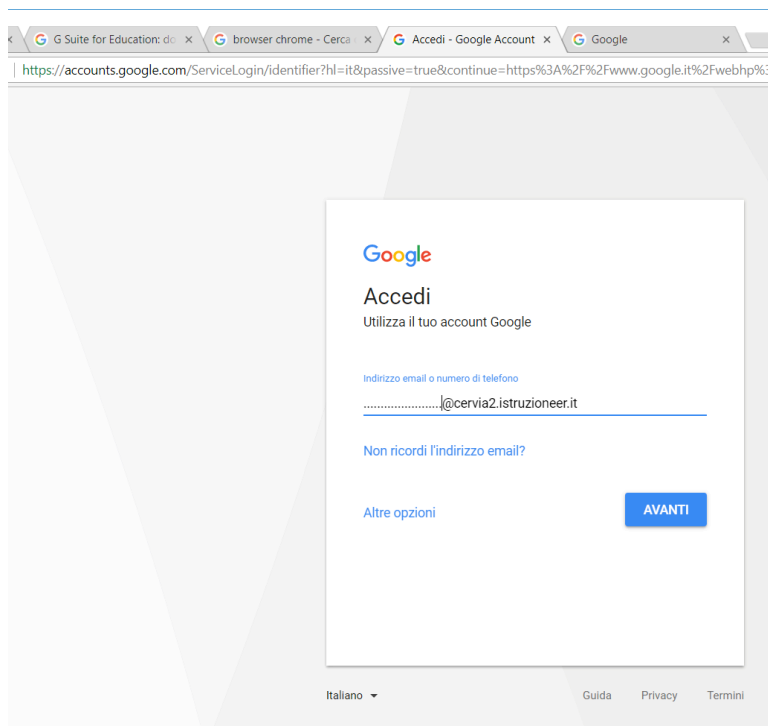 G Suite for Education: do
browser chrome - Cerca
Accedi - Google Account
Google
https://accounts.google.com/ServiceLogin/identifier?hl=it&passive=true&continue=https%3A%2F%2Fwww.google.it%2Fwebhp%
Google
Accedi
Utilizza il tuo account Google
Indirizzo email o numero di telefono
.......................@cervia2.istruzioneer.it
Non ricordi l'indirizzo email?
Altre opzioni
AVANTI
Italiano
Guida
Privacy
Termini